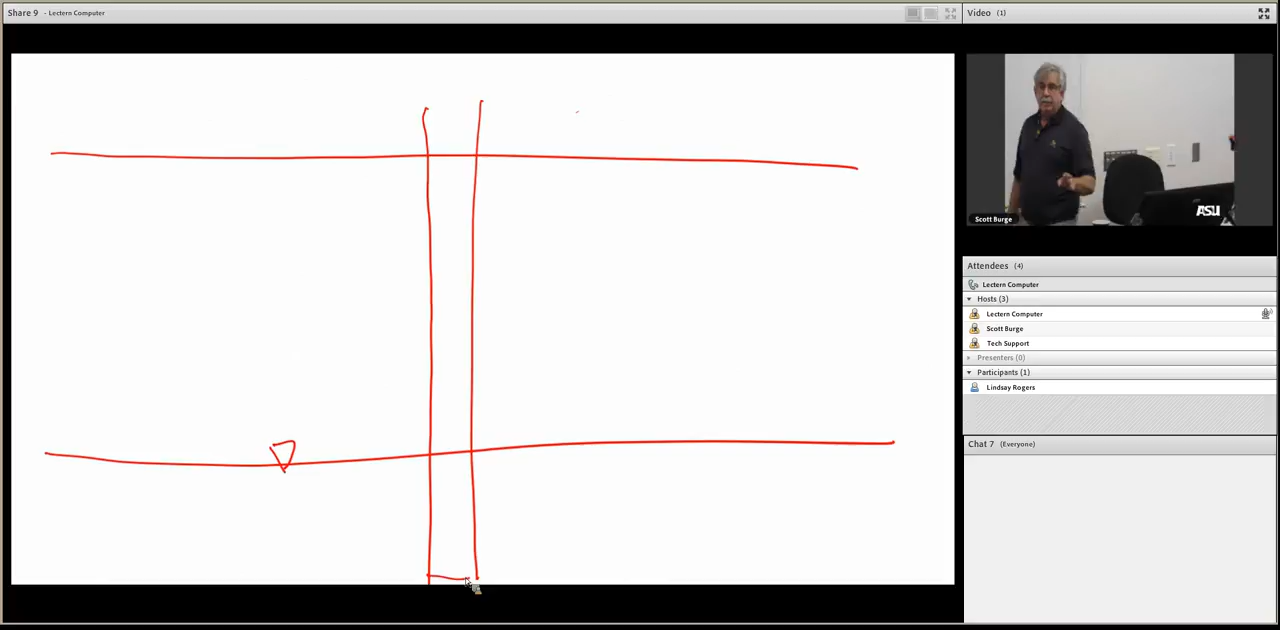 Share 9 - Lectern Computer
Video (1)
ASU
Scott Burge
Attendees (4)
Lectern Computer
Hosts (3)
Lectern Computer
Scott Burge
Tech Support
Presenters (0)
Participants (1)
Lindsay Rogers
Chat 7 (Everyone)